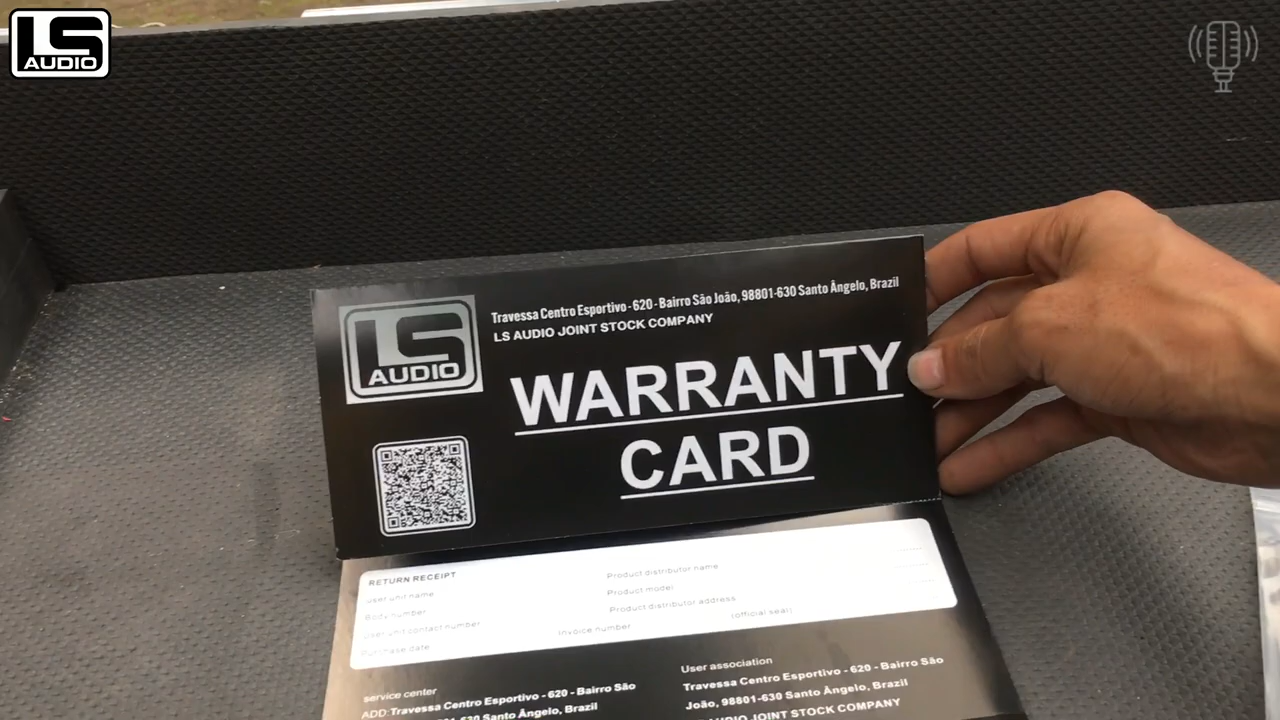 LS
AUDIO
LS
AUDIO
Travessa Centro Esportivo - 620 - Bairro São João, 98801-630 Santo Ângelo, Brazil
LS AUDIO JOINT STOCK COMPANY
WARRANTY
CARD
RETURN RECEIPT
user unit name
Body number
User unit contact number
Purchase date
Product distributor name
Product model
Product distributor address
Invoice number
(official seal)
service center
ADD:Travessa Centro Esportivo - 620 - Bairro São
Santo Ângelo, Brazil
User association
Travessa Centro Esportivo - 620 - Bairro São
João, 98801-630 Santo Ângelo, Brazil
AUDIO JOINT STOCK COMPANY